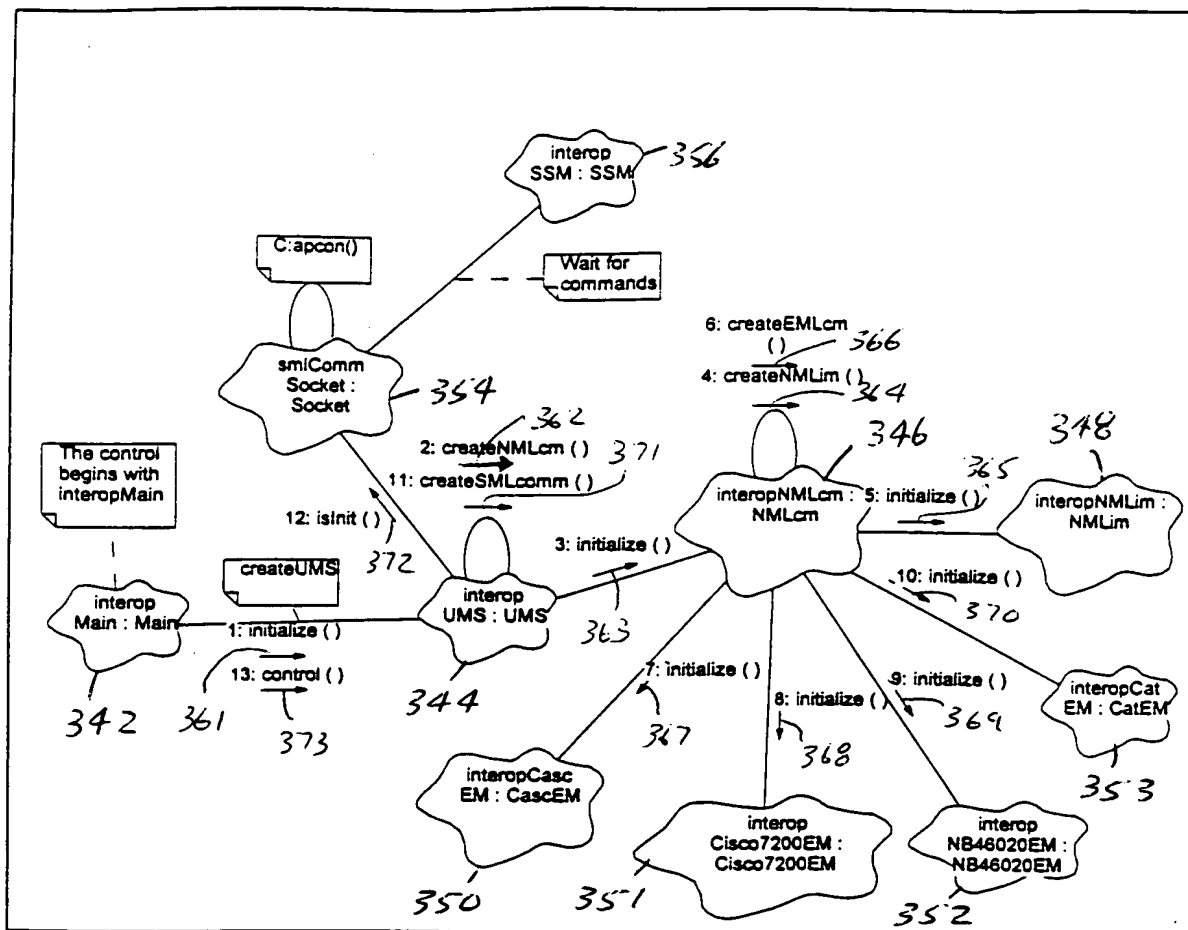 interop
SSM : SSM
356
C:apcon()
Wait for
commands
6: createEMLcm
( )
366
4: createNMLim ( )
364
smlComm
Socket :
Socket
354
362
2: createNMLcm ( )
371
11: createSMLcomm ( )
346
348
The control
begins with
interopMain
interopNMLcm :
NMLcm
365
5: initialize ( )
interopNMLim :
NMLim
12: isInit ( )
372
3: initialize ( )
363
createUMS
interop
Main : Main
1: initialize ( )
interop
UMS : UMS
10: initialize ( )
370
13: control ( )
342
361
373
344
7: initialize ( )
367
8: initialize ( )
368
9: initialize ( )
369
interopCat
EM : CatEM
353
interopCasc
EM : CascEM
350
interop
Cisco7200EM :
Cisco7200EM
351
interop
NB46020EM :
NB46020EM
352